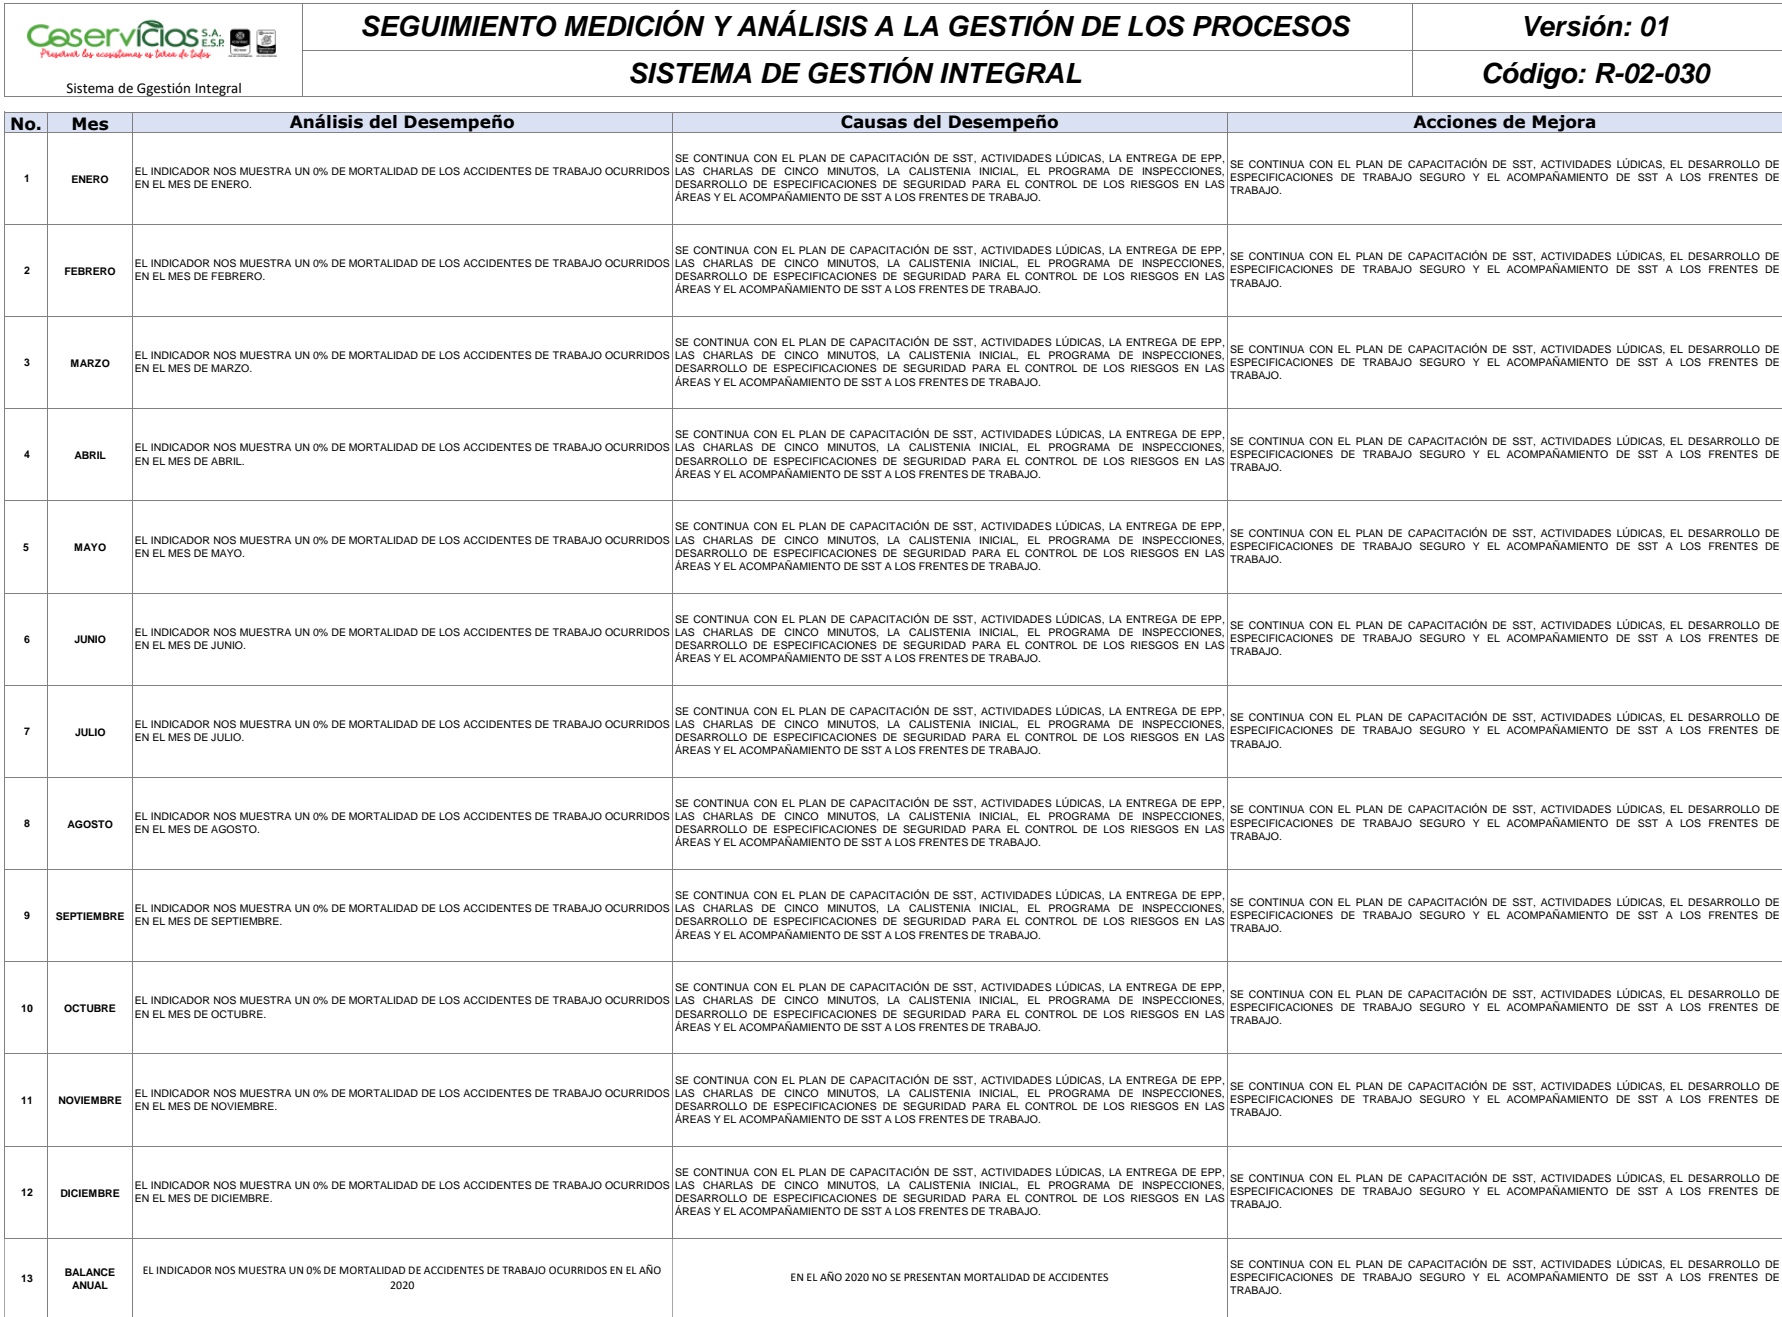 Coservicios S.A. E.S.P.
Preservar los ecosistemas es tarea de todos
Sistema de Ggestión Integral
SEGUIMIENTO MEDICIÓN Y ANÁLISIS A LA GESTIÓN DE LOS PROCESOS
Versión: 01
SISTEMA DE GESTIÓN INTEGRAL
Código: R-02-030
No. Mes Análisis del Desempeño Causas del Desempeño Acciones de Mejora
1
ENERO
EL INDICADOR NOS MUESTRA UN 0% DE MORTALIDAD DE LOS ACCIDENTES DE TRABAJO OCURRIDOS
EN EL MES DE ENERO.
SE CONTINUA CON EL PLAN DE CAPACITACIÓN DE SST, ACTIVIDADES LÚDICAS, LA ENTREGA DE EPP,
LAS CHARLAS DE CINCO MINUTOS, LA CALISTENIA INICIAL, EL PROGRAMA DE INSPECCIONES,
DESARROLLO DE ESPECIFICACIONES DE SEGURIDAD PARA EL CONTROL DE LOS RIESGOS EN LAS
ÁREAS Y EL ACOMPAÑAMIENTO DE SST A LOS FRENTES DE TRABAJO.
SE CONTINUA CON EL PLAN DE CAPACITACIÓN DE SST, ACTIVIDADES LÚDICAS, EL DESARROLLO DE
ESPECIFICACIONES DE TRABAJO SEGURO Y EL ACOMPAÑAMIENTO DE SST A LOS FRENTES DE
TRABAJO.
2
FEBRERO
EL INDICADOR NOS MUESTRA UN 0% DE MORTALIDAD DE LOS ACCIDENTES DE TRABAJO OCURRIDOS
EN EL MES DE FEBRERO.
SE CONTINUA CON EL PLAN DE CAPACITACIÓN DE SST, ACTIVIDADES LÚDICAS, LA ENTREGA DE EPP,
LAS CHARLAS DE CINCO MINUTOS, LA CALISTENIA INICIAL, EL PROGRAMA DE INSPECCIONES,
DESARROLLO DE ESPECIFICACIONES DE SEGURIDAD PARA EL CONTROL DE LOS RIESGOS EN LAS
ÁREAS Y EL ACOMPAÑAMIENTO DE SST A LOS FRENTES DE TRABAJO.
SE CONTINUA CON EL PLAN DE CAPACITACIÓN DE SST, ACTIVIDADES LÚDICAS, EL DESARROLLO DE
ESPECIFICACIONES DE TRABAJO SEGURO Y EL ACOMPAÑAMIENTO DE SST A LOS FRENTES DE
TRABAJO.
3
MARZO
EL INDICADOR NOS MUESTRA UN 0% DE MORTALIDAD DE LOS ACCIDENTES DE TRABAJO OCURRIDOS
EN EL MES DE MARZO.
SE CONTINUA CON EL PLAN DE CAPACITACIÓN DE SST, ACTIVIDADES LÚDICAS, LA ENTREGA DE EPP,
LAS CHARLAS DE CINCO MINUTOS, LA CALISTENIA INICIAL, EL PROGRAMA DE INSPECCIONES,
DESARROLLO DE ESPECIFICACIONES DE SEGURIDAD PARA EL CONTROL DE LOS RIESGOS EN LAS
ÁREAS Y EL ACOMPAÑAMIENTO DE SST A LOS FRENTES DE TRABAJO.
SE CONTINUA CON EL PLAN DE CAPACITACIÓN DE SST, ACTIVIDADES LÚDICAS, EL DESARROLLO DE
ESPECIFICACIONES DE TRABAJO SEGURO Y EL ACOMPAÑAMIENTO DE SST A LOS FRENTES DE
TRABAJO.
4
ABRIL
EL INDICADOR NOS MUESTRA UN 0% DE MORTALIDAD DE LOS ACCIDENTES DE TRABAJO OCURRIDOS
EN EL MES DE ABRIL.
SE CONTINUA CON EL PLAN DE CAPACITACIÓN DE SST, ACTIVIDADES LÚDICAS, LA ENTREGA DE EPP,
LAS CHARLAS DE CINCO MINUTOS, LA CALISTENIA INICIAL, EL PROGRAMA DE INSPECCIONES,
DESARROLLO DE ESPECIFICACIONES DE SEGURIDAD PARA EL CONTROL DE LOS RIESGOS EN LAS
ÁREAS Y EL ACOMPAÑAMIENTO DE SST A LOS FRENTES DE TRABAJO.
SE CONTINUA CON EL PLAN DE CAPACITACIÓN DE SST, ACTIVIDADES LÚDICAS, EL DESARROLLO DE
ESPECIFICACIONES DE TRABAJO SEGURO Y EL ACOMPAÑAMIENTO DE SST A LOS FRENTES DE
TRABAJO.
5
MAYO
EL INDICADOR NOS MUESTRA UN 0% DE MORTALIDAD DE LOS ACCIDENTES DE TRABAJO OCURRIDOS
EN EL MES DE MAYO.
SE CONTINUA CON EL PLAN DE CAPACITACIÓN DE SST, ACTIVIDADES LÚDICAS, LA ENTREGA DE EPP,
LAS CHARLAS DE CINCO MINUTOS, LA CALISTENIA INICIAL, EL PROGRAMA DE INSPECCIONES,
DESARROLLO DE ESPECIFICACIONES DE SEGURIDAD PARA EL CONTROL DE LOS RIESGOS EN LAS
ÁREAS Y EL ACOMPAÑAMIENTO DE SST A LOS FRENTES DE TRABAJO.
SE CONTINUA CON EL PLAN DE CAPACITACIÓN DE SST, ACTIVIDADES LÚDICAS, EL DESARROLLO DE
ESPECIFICACIONES DE TRABAJO SEGURO Y EL ACOMPAÑAMIENTO DE SST A LOS FRENTES DE
TRABAJO.
6
JUNIO
EL INDICADOR NOS MUESTRA UN 0% DE MORTALIDAD DE LOS ACCIDENTES DE TRABAJO OCURRIDOS
EN EL MES DE JUNIO.
SE CONTINUA CON EL PLAN DE CAPACITACIÓN DE SST, ACTIVIDADES LÚDICAS, LA ENTREGA DE EPP,
LAS CHARLAS DE CINCO MINUTOS, LA CALISTENIA INICIAL, EL PROGRAMA DE INSPECCIONES,
DESARROLLO DE ESPECIFICACIONES DE SEGURIDAD PARA EL CONTROL DE LOS RIESGOS EN LAS
ÁREAS Y EL ACOMPAÑAMIENTO DE SST A LOS FRENTES DE TRABAJO.
SE CONTINUA CON EL PLAN DE CAPACITACIÓN DE SST, ACTIVIDADES LÚDICAS, EL DESARROLLO DE
ESPECIFICACIONES DE TRABAJO SEGURO Y EL ACOMPAÑAMIENTO DE SST A LOS FRENTES DE
TRABAJO.
7
JULIO
EL INDICADOR NOS MUESTRA UN 0% DE MORTALIDAD DE LOS ACCIDENTES DE TRABAJO OCURRIDOS
EN EL MES DE JULIO.
SE CONTINUA CON EL PLAN DE CAPACITACIÓN DE SST, ACTIVIDADES LÚDICAS, LA ENTREGA DE EPP,
LAS CHARLAS DE CINCO MINUTOS, LA CALISTENIA INICIAL, EL PROGRAMA DE INSPECCIONES,
DESARROLLO DE ESPECIFICACIONES DE SEGURIDAD PARA EL CONTROL DE LOS RIESGOS EN LAS
ÁREAS Y EL ACOMPAÑAMIENTO DE SST A LOS FRENTES DE TRABAJO.
SE CONTINUA CON EL PLAN DE CAPACITACIÓN DE SST, ACTIVIDADES LÚDICAS, EL DESARROLLO DE
ESPECIFICACIONES DE TRABAJO SEGURO Y EL ACOMPAÑAMIENTO DE SST A LOS FRENTES DE
TRABAJO.
8
AGOSTO
EL INDICADOR NOS MUESTRA UN 0% DE MORTALIDAD DE LOS ACCIDENTES DE TRABAJO OCURRIDOS
EN EL MES DE AGOSTO.
SE CONTINUA CON EL PLAN DE CAPACITACIÓN DE SST, ACTIVIDADES LÚDICAS, LA ENTREGA DE EPP,
LAS CHARLAS DE CINCO MINUTOS, LA CALISTENIA INICIAL, EL PROGRAMA DE INSPECCIONES,
DESARROLLO DE ESPECIFICACIONES DE SEGURIDAD PARA EL CONTROL DE LOS RIESGOS EN LAS
ÁREAS Y EL ACOMPAÑAMIENTO DE SST A LOS FRENTES DE TRABAJO.
SE CONTINUA CON EL PLAN DE CAPACITACIÓN DE SST, ACTIVIDADES LÚDICAS, EL DESARROLLO DE
ESPECIFICACIONES DE TRABAJO SEGURO Y EL ACOMPAÑAMIENTO DE SST A LOS FRENTES DE
TRABAJO.
9
SEPTIEMBRE
EL INDICADOR NOS MUESTRA UN 0% DE MORTALIDAD DE LOS ACCIDENTES DE TRABAJO OCURRIDOS
EN EL MES DE SEPTIEMBRE.
SE CONTINUA CON EL PLAN DE CAPACITACIÓN DE SST, ACTIVIDADES LÚDICAS, LA ENTREGA DE EPP,
LAS CHARLAS DE CINCO MINUTOS, LA CALISTENIA INICIAL, EL PROGRAMA DE INSPECCIONES,
DESARROLLO DE ESPECIFICACIONES DE SEGURIDAD PARA EL CONTROL DE LOS RIESGOS EN LAS
ÁREAS Y EL ACOMPAÑAMIENTO DE SST A LOS FRENTES DE TRABAJO.
SE CONTINUA CON EL PLAN DE CAPACITACIÓN DE SST, ACTIVIDADES LÚDICAS, EL DESARROLLO DE
ESPECIFICACIONES DE TRABAJO SEGURO Y EL ACOMPAÑAMIENTO DE SST A LOS FRENTES DE
TRABAJO.
10
OCTUBRE
EL INDICADOR NOS MUESTRA UN 0% DE MORTALIDAD DE LOS ACCIDENTES DE TRABAJO OCURRIDOS
EN EL MES DE OCTUBRE.
SE CONTINUA CON EL PLAN DE CAPACITACIÓN DE SST, ACTIVIDADES LÚDICAS, LA ENTREGA DE EPP,
LAS CHARLAS DE CINCO MINUTOS, LA CALISTENIA INICIAL, EL PROGRAMA DE INSPECCIONES,
DESARROLLO DE ESPECIFICACIONES DE SEGURIDAD PARA EL CONTROL DE LOS RIESGOS EN LAS
ÁREAS Y EL ACOMPAÑAMIENTO DE SST A LOS FRENTES DE TRABAJO.
SE CONTINUA CON EL PLAN DE CAPACITACIÓN DE SST, ACTIVIDADES LÚDICAS, EL DESARROLLO DE
ESPECIFICACIONES DE TRABAJO SEGURO Y EL ACOMPAÑAMIENTO DE SST A LOS FRENTES DE
TRABAJO.
11
NOVIEMBRE
EL INDICADOR NOS MUESTRA UN 0% DE MORTALIDAD DE LOS ACCIDENTES DE TRABAJO OCURRIDOS
EN EL MES DE NOVIEMBRE.
SE CONTINUA CON EL PLAN DE CAPACITACIÓN DE SST, ACTIVIDADES LÚDICAS, LA ENTREGA DE EPP,
LAS CHARLAS DE CINCO MINUTOS, LA CALISTENIA INICIAL, EL PROGRAMA DE INSPECCIONES,
DESARROLLO DE ESPECIFICACIONES DE SEGURIDAD PARA EL CONTROL DE LOS RIESGOS EN LAS
ÁREAS Y EL ACOMPAÑAMIENTO DE SST A LOS FRENTES DE TRABAJO.
SE CONTINUA CON EL PLAN DE CAPACITACIÓN DE SST, ACTIVIDADES LÚDICAS, EL DESARROLLO DE
ESPECIFICACIONES DE TRABAJO SEGURO Y EL ACOMPAÑAMIENTO DE SST A LOS FRENTES DE
TRABAJO.
12
DICIEMBRE
EL INDICADOR NOS MUESTRA UN 0% DE MORTALIDAD DE LOS ACCIDENTES DE TRABAJO OCURRIDOS
EN EL MES DE DICIEMBRE.
SE CONTINUA CON EL PLAN DE CAPACITACIÓN DE SST, ACTIVIDADES LÚDICAS, LA ENTREGA DE EPP,
LAS CHARLAS DE CINCO MINUTOS, LA CALISTENIA INICIAL, EL PROGRAMA DE INSPECCIONES,
DESARROLLO DE ESPECIFICACIONES DE SEGURIDAD PARA EL CONTROL DE LOS RIESGOS EN LAS
ÁREAS Y EL ACOMPAÑAMIENTO DE SST A LOS FRENTES DE TRABAJO.
SE CONTINUA CON EL PLAN DE CAPACITACIÓN DE SST, ACTIVIDADES LÚDICAS, EL DESARROLLO DE
ESPECIFICACIONES DE TRABAJO SEGURO Y EL ACOMPAÑAMIENTO DE SST A LOS FRENTES DE
TRABAJO.
13
BALANCE
ANUAL
EL INDICADOR NOS MUESTRA UN 0% DE MORTALIDAD DE ACCIDENTES DE TRABAJO OCURRIDOS EN EL AÑO
2020
EN EL AÑO 2020 NO SE PRESENTAN MORTALIDAD DE ACCIDENTES
SE CONTINUA CON EL PLAN DE CAPACITACIÓN DE SST, ACTIVIDADES LÚDICAS, EL DESARROLLO DE
ESPECIFICACIONES DE TRABAJO SEGURO Y EL ACOMPAÑAMIENTO DE SST A LOS FRENTES DE
TRABAJO.